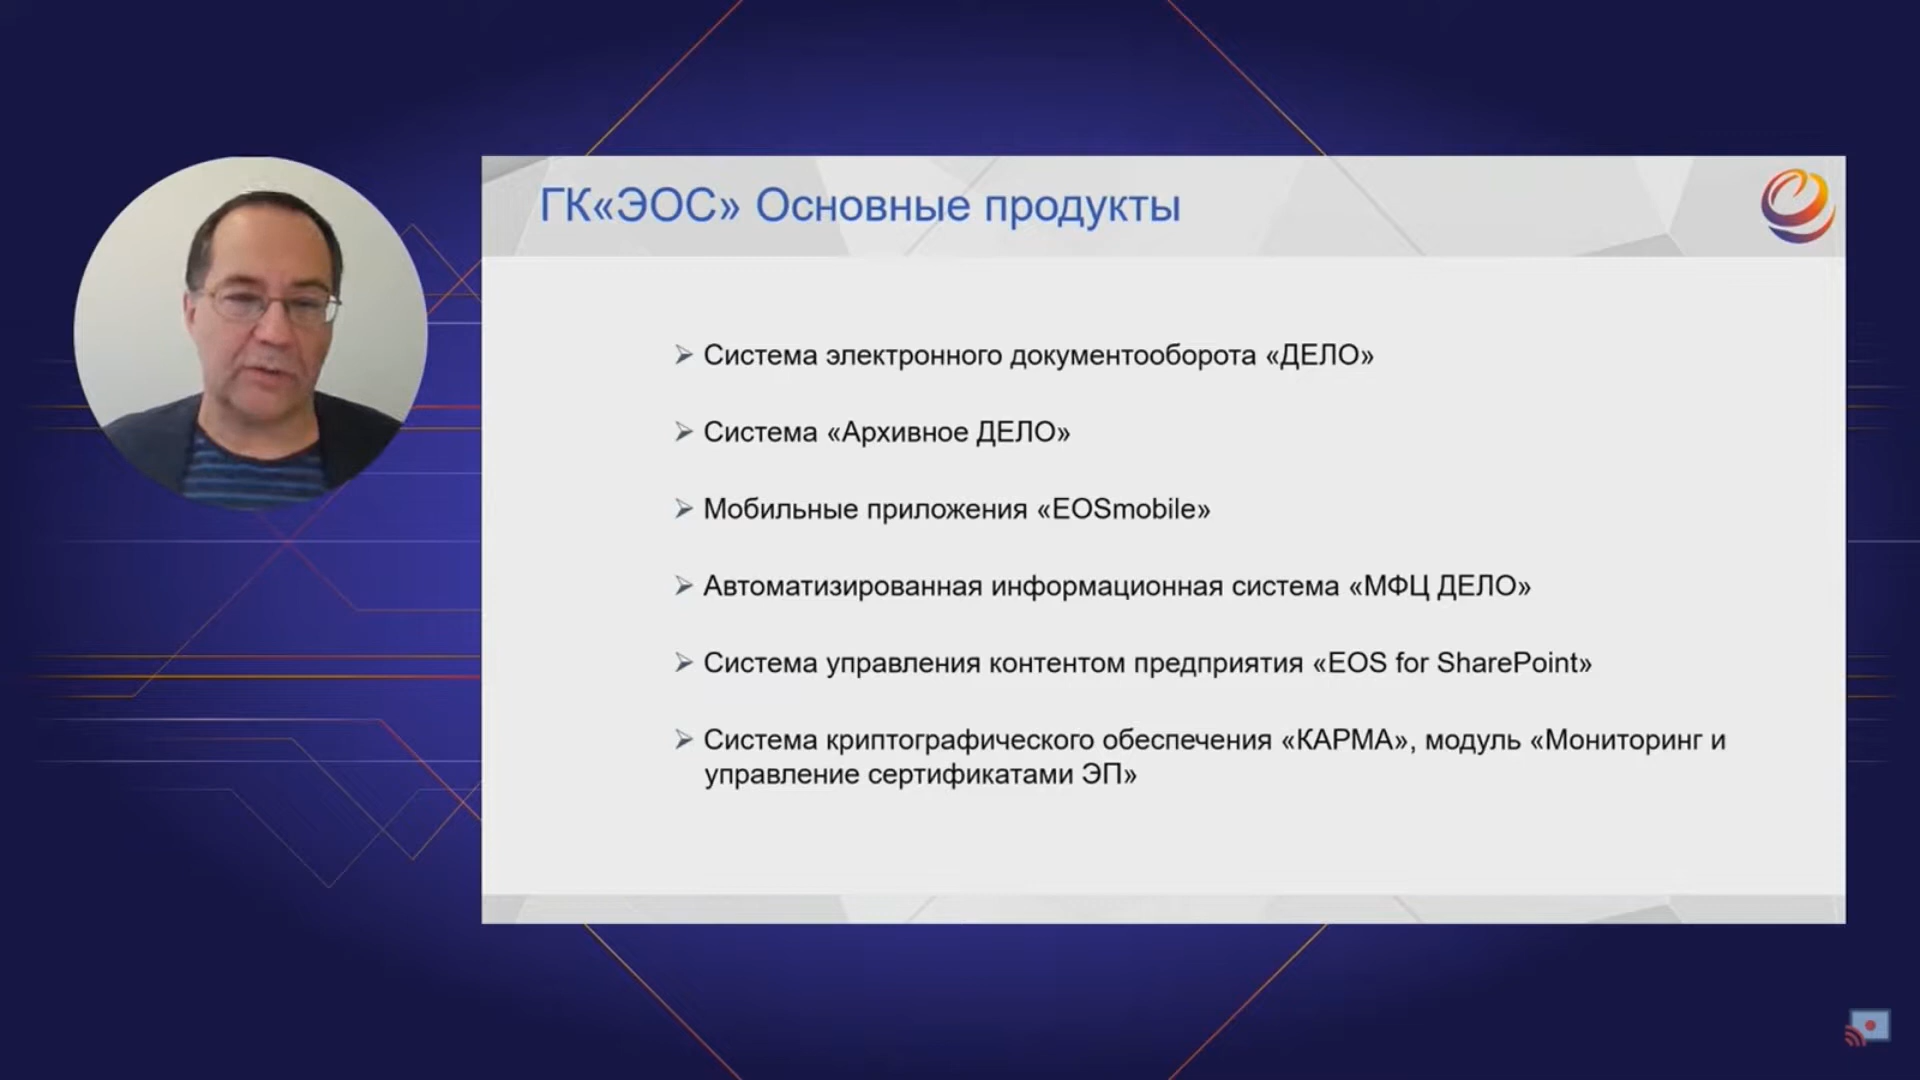 ГК«ЭОС» Основные продукты
Система электронного документооборота «ДЕЛО»
Система «Архивное ДЕЛО»
Мобильные приложения «EOSmobile»
Автоматизированная информационная система «МФЦ ДЕЛО»
Система управления контентом предприятия «EOS for SharePoint»
Система криптографического обеспечения «КАРМА», модуль «Мониторинг и
управление сертификатами ЭП»